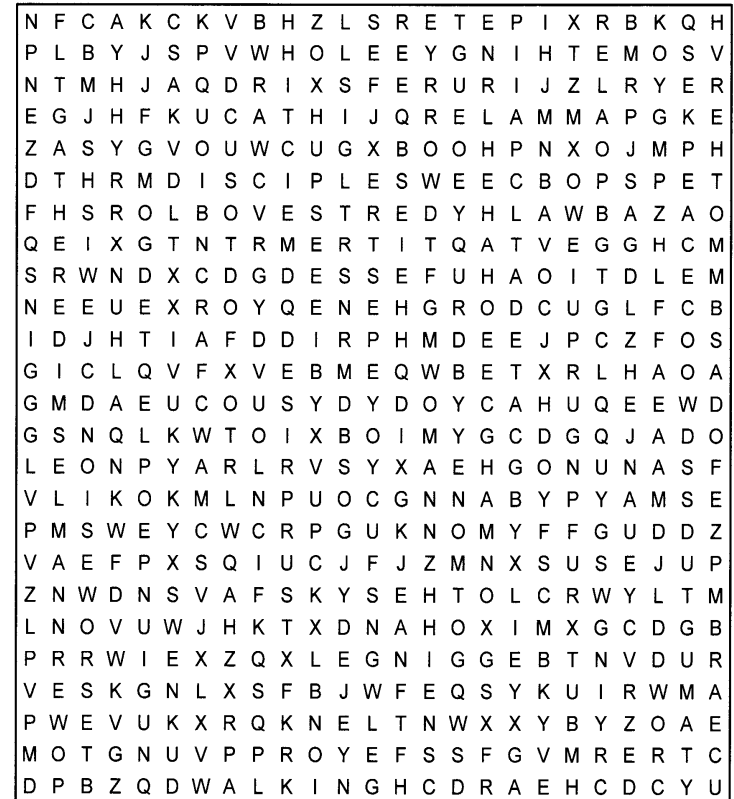 N F C A K C K V B H Z L S R E T E P I X R B K Q H
P L B Y J S P V W H O L E E Y G N I H T E M O S V
N T M H J A Q D R I X S F E R U R I J Z L R Y E R
E G J H F K U C A T H I J Q R E L A M M A P G K E
Z A S Y G V O U W C U G X B O O H P N X O J M P H
D T H R M D I S C I P L E S W E E C B O P S P E T
F H S R O L B O V E S T R E D Y H L A W B A Z A O
Q E I X G T N T R M E R T I T Q A T V E G G H C M
S R W N D X C D G D E S S E F U H A O I T D L E M
N E E U E X R O Y Q E N E H G R O D C U G L F C B
I D J H T I A F D D I R P H M D E E J P C Z F O S
G I C L Q V F X V E B M E Q W B E T X R L H A O A
G M D A E U C O U S Y D Y D O Y C A H U Q E E W D
G S N Q L K W T O I X B O I M Y G C D G Q J A D O
L E O N P Y A R L R V S Y X A E H G O N U N A S F
V L I K O K M L N P U O C G N N A B Y P Y A M S E
P M S W E Y C W C R P G U K N O M Y F F G U D D Z
V A E F P X S Q I U C J F J Z M N X S U S E J U P
Z N W D N S V A F S K Y S E H T O L C R W Y L T M
L N O V U W J H K T X D N A H O X I M X G C D G B
P R R W I E X Z Q X L E G N I G G E B T N V D U R
V E S K G N L X S F B J W F E Q S Y K U I R W M A
P W E V U K X R Q K N E L T N W X X Y B Y Z O A E
M O T G N U V P P R O Y E F S S F G V M R E R T C
D P B Z Q D W A L K I N G H C D R A E H C D C Y U